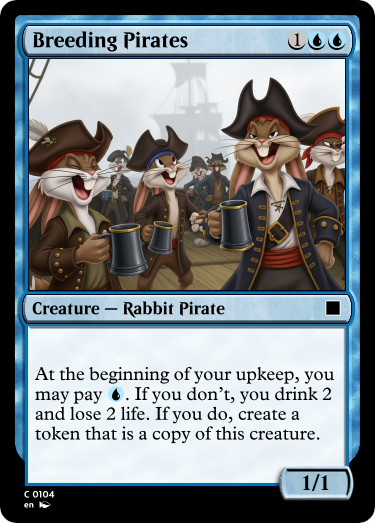 Breeding Pirates 1
Creature — Rabbit Pirate
At the beginning of your upkeep, you
may pay . If you don't, you drink 2
and lose 2 life. If you do, create a
token that is a copy of this creature.
1/1
C 0104
en